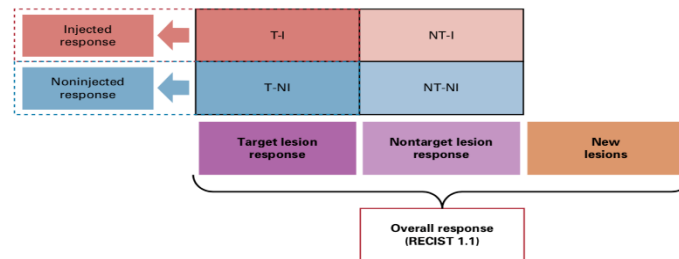 Injected
response
T-I
NT-I
Noninjected
response
T-NI
NT-NI
Target lesion
response
Nontarget lesion
response
New
lesions
Overall response
(RECIST 1.1)